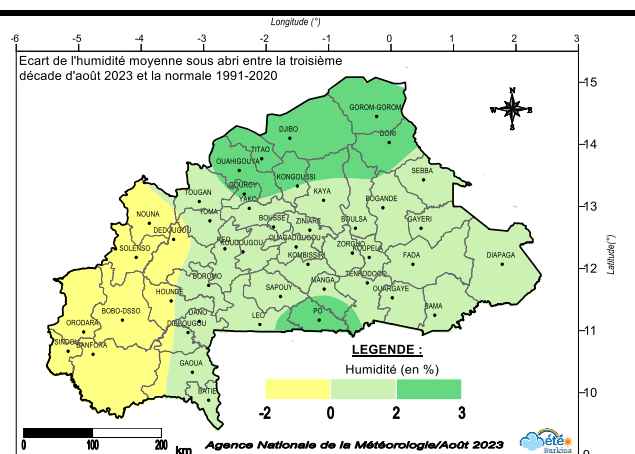 Longitude (°)
-6 -5 -4 -3 -2 -1 0 1 2 3
Ecart de l'humidité moyenne sous abri entre la troisième
décade d'août 2023 et la normale 1991-2020
15
N
W E
S
GOROM-GOROM
DJIBO
DORI
14
TITAO
OUAHIGOUYA
SEBBA
KONGOUSSI
GOURCY
TOUGAN
KAYA
YAKO
BOGANDE
13
NOUNA
TOMA
BOUSSE
ZINIARE
BOULSA
GAYERI
DEDOUGOU
OUAGADOUGOU
KOUDOUGOU
ZORGHO
KOUPELA
SOLENSO
KOMBISSIRI
FADA
DIAPAGA
Latitude(°)
12
BOROMO
TENKODOGO
MANGA
HOUNDE
SAPOUY
OUARGAYE
BOBO-DSSO
DANO
LEO
PO
PAMA
ORODARA
DIEBOUGOU
11
SINDOU
BANFORA
LEGENDE :
GAOUA
Humidité (en %)
BATIE
10
-2 0 2 3
0 100 200
km
Agence Nationale de la Météorologie/Août 2023
météo
Burkina
9